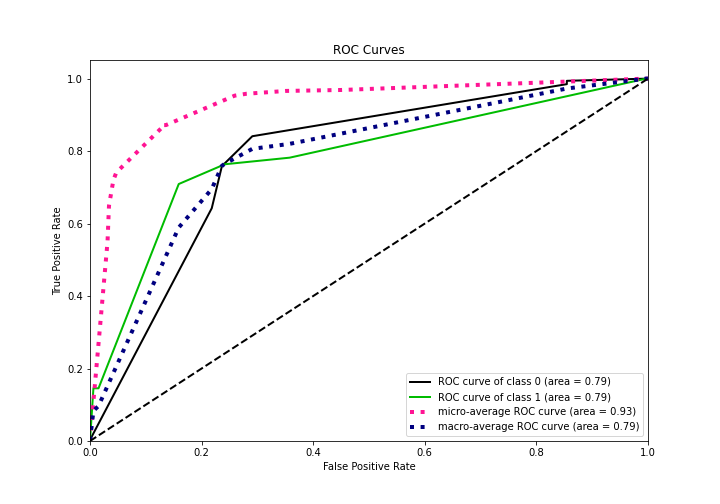 ROC Curves
True Positive Rate
1.0
0.8
0.6
0.4
0.2
0.0
0.0 0.2 0.4 0.6 0.8 1.0
False Positive Rate
ROC curve of class 0 (area = 0.79)
ROC curve of class 1 (area = 0.79)
micro-average ROC curve (area = 0.93)
macro-average ROC curve (area = 0.79)